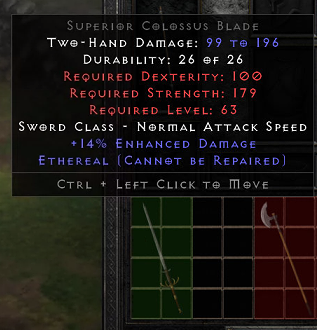 Superior Colossus Blade
Two-Hand Damage: 99 to 196
Durability: 26 of 26
Required Dexterity: 100
Required Strength: 179
Required Level: 63
Sword Class - Normal Attack Speed
+14% Enhanced Damage
Ethereal (Cannot be Repaired)
Ctrl + Left Click to Move